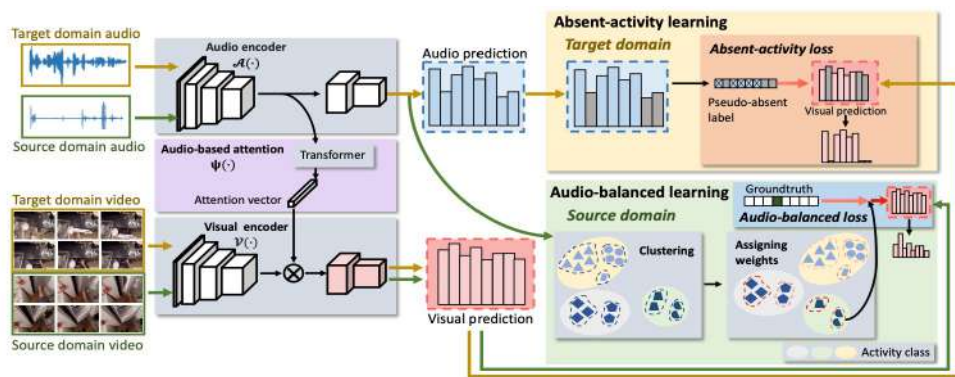 Target domain audio
Source domain audio
Audio encoder
𝒜(·)
Audio-based attention
ψ(·)
Transformer
Attention vector
Target domain video
Visual encoder
𝒱(·)
Source domain video
Audio prediction
Visual prediction
Absent-activity learning
Target domain
Absent-activity loss
Pseudo-absent
label
Visual prediction
Audio-balanced learning
Source domain
Groundtruth
Audio-balanced loss
Clustering
Assigning
weights
Activity class